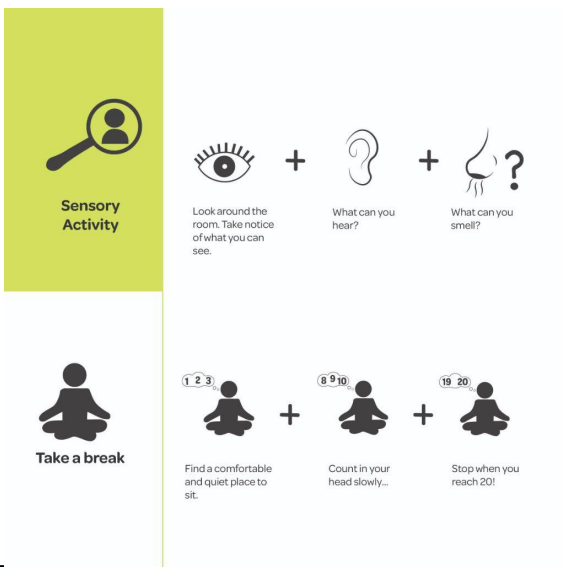 Sensory
Activity
?
Look around the
room. Take notice
of what you can
see.
What can you
hear?
What can you
smell?
1 2 3
8 9 10
19 20
Take a break
Find a comfortable
and quiet place to
sit.
Count in your
head slowly...
Stop when you
reach 20!